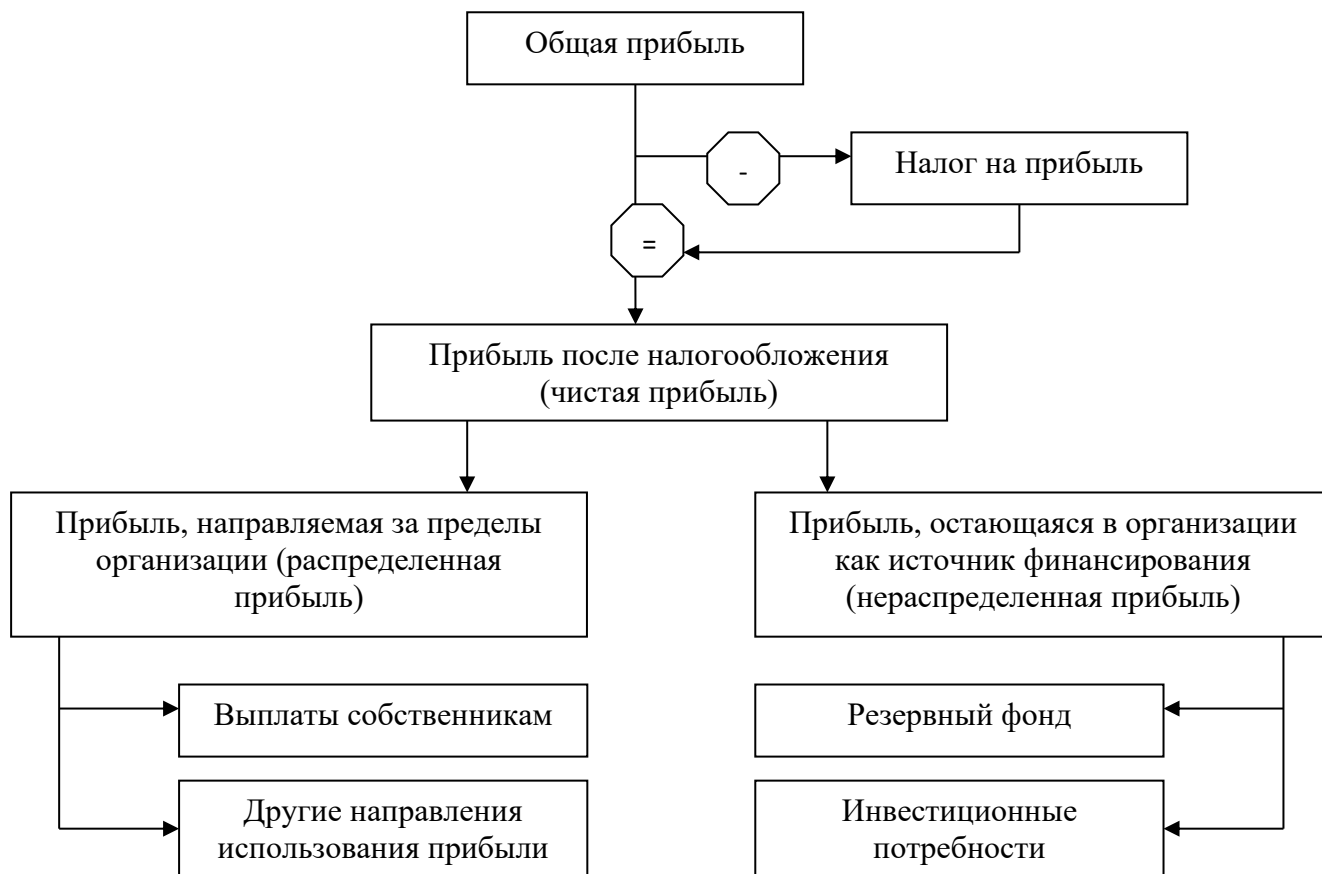 Общая прибыль
-
Налог на прибыль
=
Прибыль после налогообложения
(чистая прибыль)
Прибыль, направляемая за пределы
организации (распределенная
прибыль)
Прибыль, остающаяся в организации
как источник финансирования
(нераспределенная прибыль)
Выплаты собственникам
Резервный фонд
Другие направления
использования прибыли
Инвестиционные
потребности